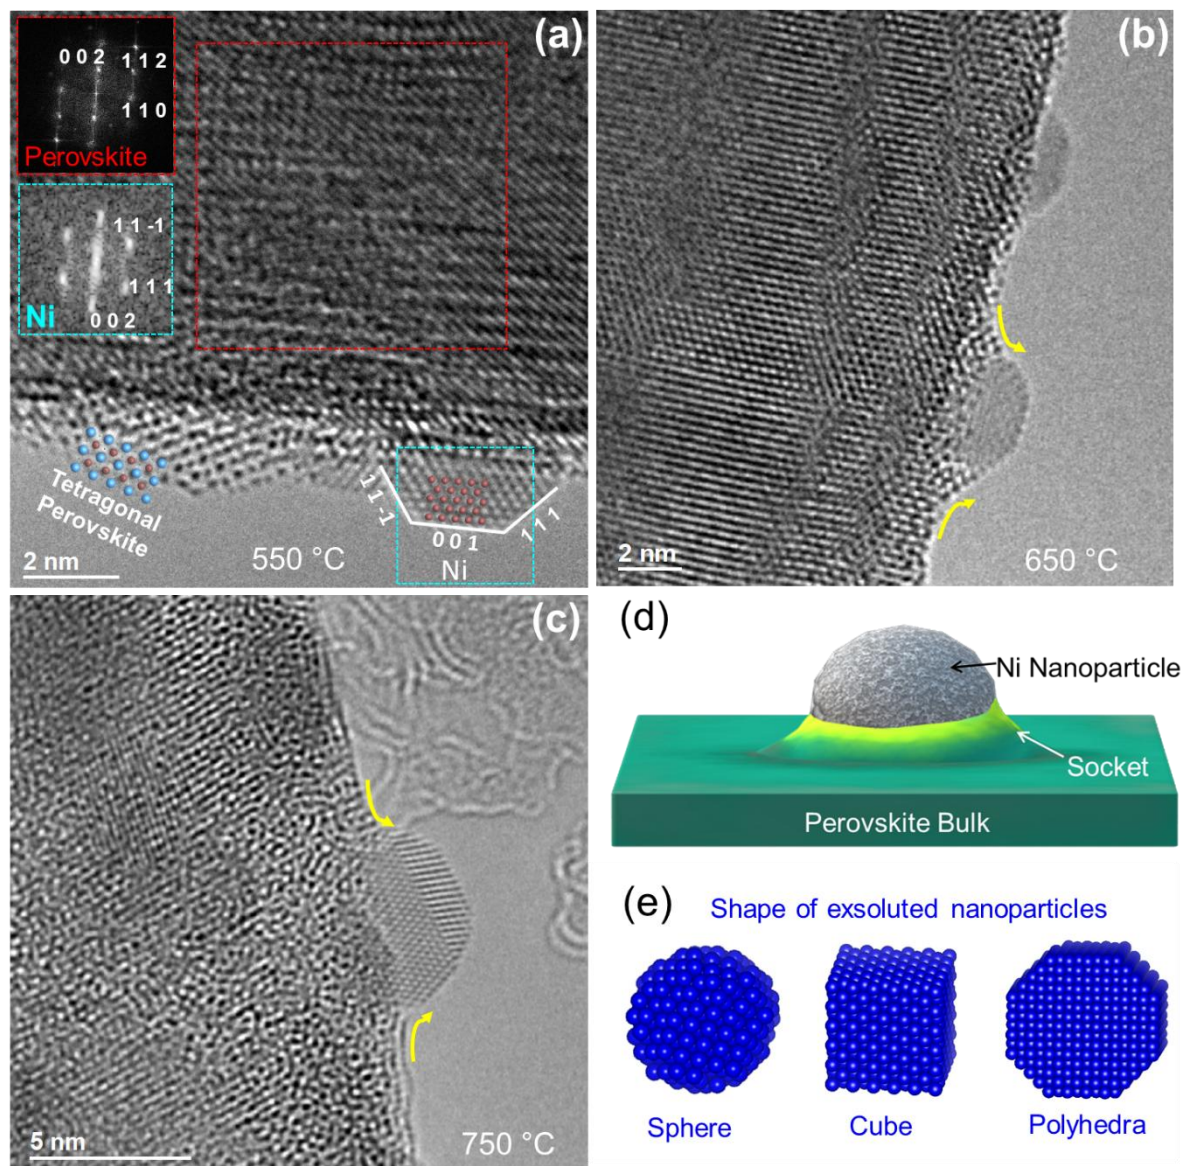 (a)
0 0 2
1 1 2
1 1 0
Perovskite
1 1 -1
1 1 1
Ni
0 0 2
Tetragonal
Perovskite
1 1 -1
0 0 1
1 1 1
Ni
2 nm
550 °C
(b)
2 nm
650 °C
(c)
5 nm
750 °C
(d)
Ni Nanoparticle
Socket
Perovskite Bulk
(e)
Shape of exsoluted nanoparticles
Sphere
Cube
Polyhedra